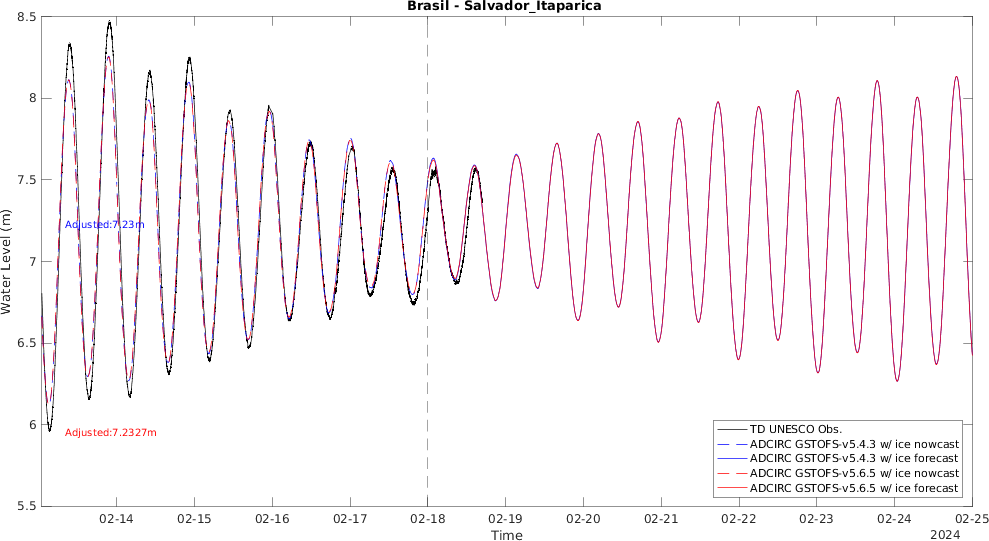 Brasil - Salvador_Itaparica
8.5
8
7.5
7
6.5
6
5.5
Water Level (m)
Adjusted:7.23m
Adjusted:7.2327m
TD UNESCO Obs.
ADCIRC GSTOFS-v5.4.3 w/ ice nowcast
ADCIRC GSTOFS-v5.4.3 w/ ice forecast
ADCIRC GSTOFS-v5.6.5 w/ ice nowcast
ADCIRC GSTOFS-v5.6.5 w/ ice forecast
02-14 02-15 02-16 02-17 02-18 02-19 02-20 02-21 02-22 02-23 02-24 02-25
Time
2024